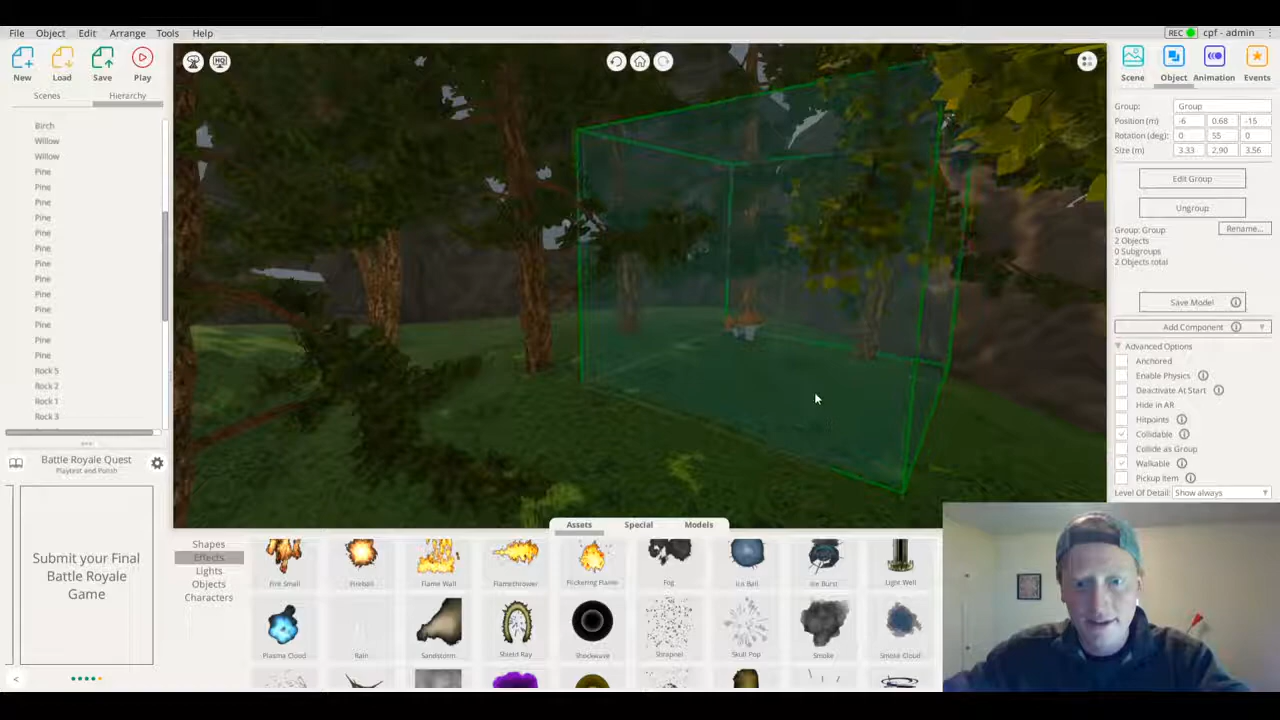 File Object Edit Arrange Tools Help
REC cpf - admin
New Load Save Play
HQ
Scene Object Animation Events
Scenes Hierarchy
Birch
Willow
Willow
Pine
Pine
Pine
Pine
Pine
Pine
Pine
Pine
Pine
Pine
Pine
Pine
Pine
Rock 5
Rock 2
Rock 1
Rock 3
Group: Group
Position (m) -6 0.68 -15
Rotation (deg): 0 55 0
Size (m) 3.33 2.90 3.56
Edit Group
Ungroup
Group: Group
Rename...
2 Objects
0 Subgroups
2 Objects total
Save Model
Add Component
Advanced Options
Anchored
Enable Physics
Deactivate At Start
Hide in AR
Hitpoints
Collidable
Collide as Group
Walkable
Pickup Item
Level Of Detail: Show always
Battle Royale Quest
Playtest and Polish
Submit your Final
Battle Royale
Game
<
Assets Special Models
Shapes
Effects
Lights
Objects
Characters
Fire Small Fireball Flame Wall Flamethrower Flickering Flame Fog Ice Ball Ice Burst Light Well
Plasma Cloud Rain Sandstorm Shield Ray Shockwave Shrapnel Skull Pop Smoke Smoke Cloud